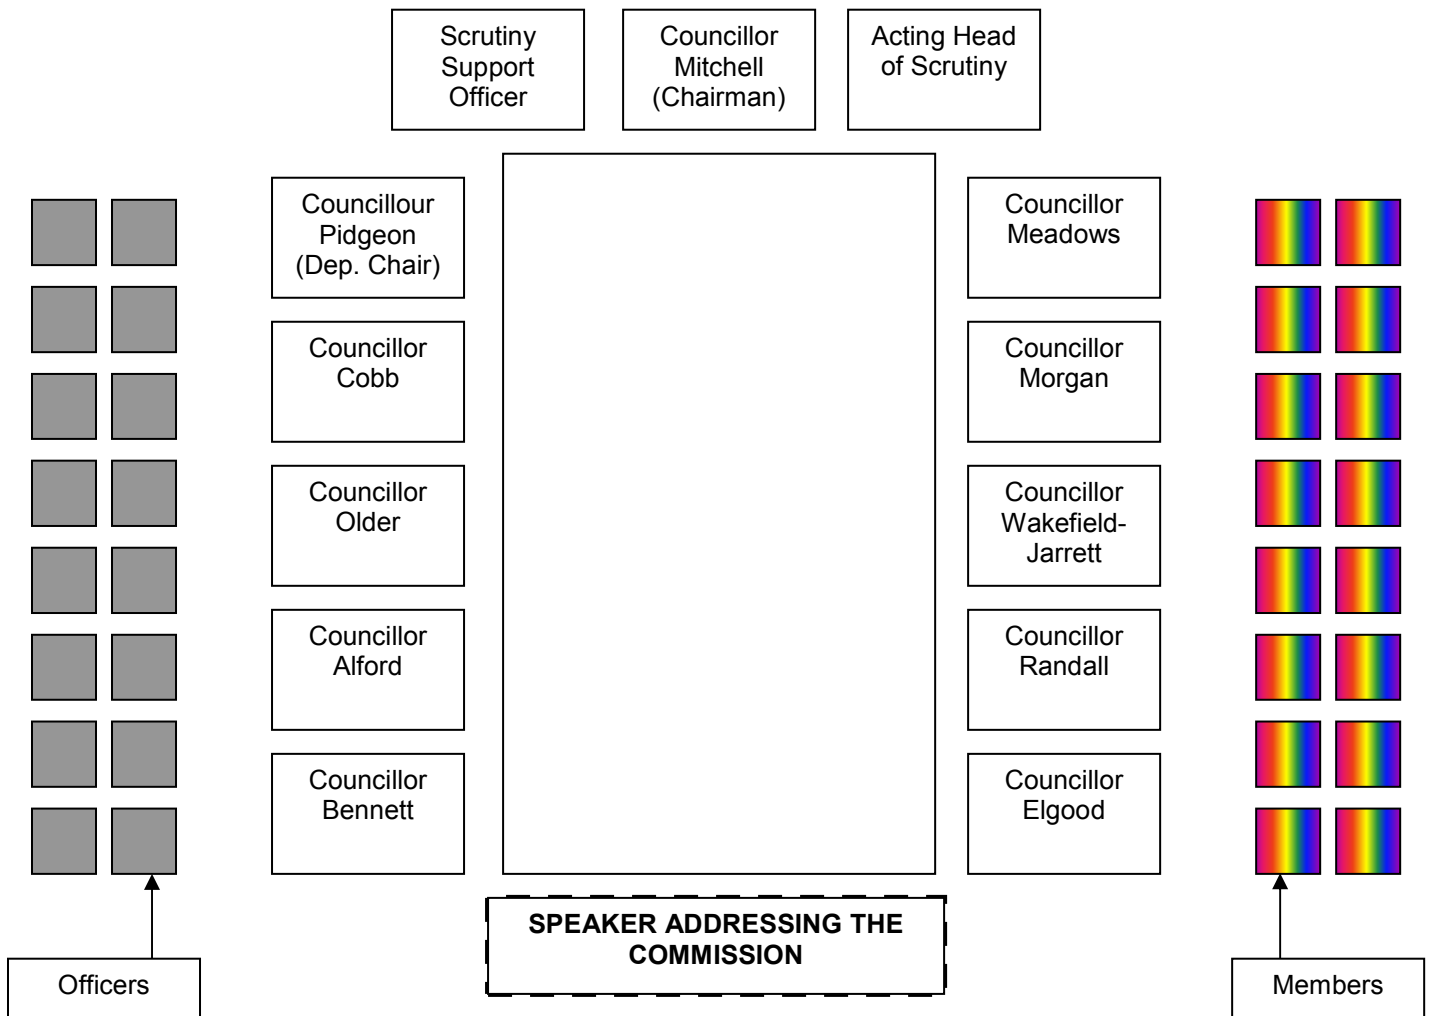 Scrutiny
Support
Officer
Councillor
Mitchell
(Chairman)
Acting Head
of Scrutiny
Councillour
Pidgeon
(Dep. Chair)
Councillor
Meadows
Councillor
Cobb
Councillor
Morgan
Councillor
Older
Councillor
Wakefield-
Jarrett
Councillor
Alford
Councillor
Randall
Councillor
Bennett
Councillor
Elgood
SPEAKER ADDRESSING THE
COMMISSION
Officers
Members